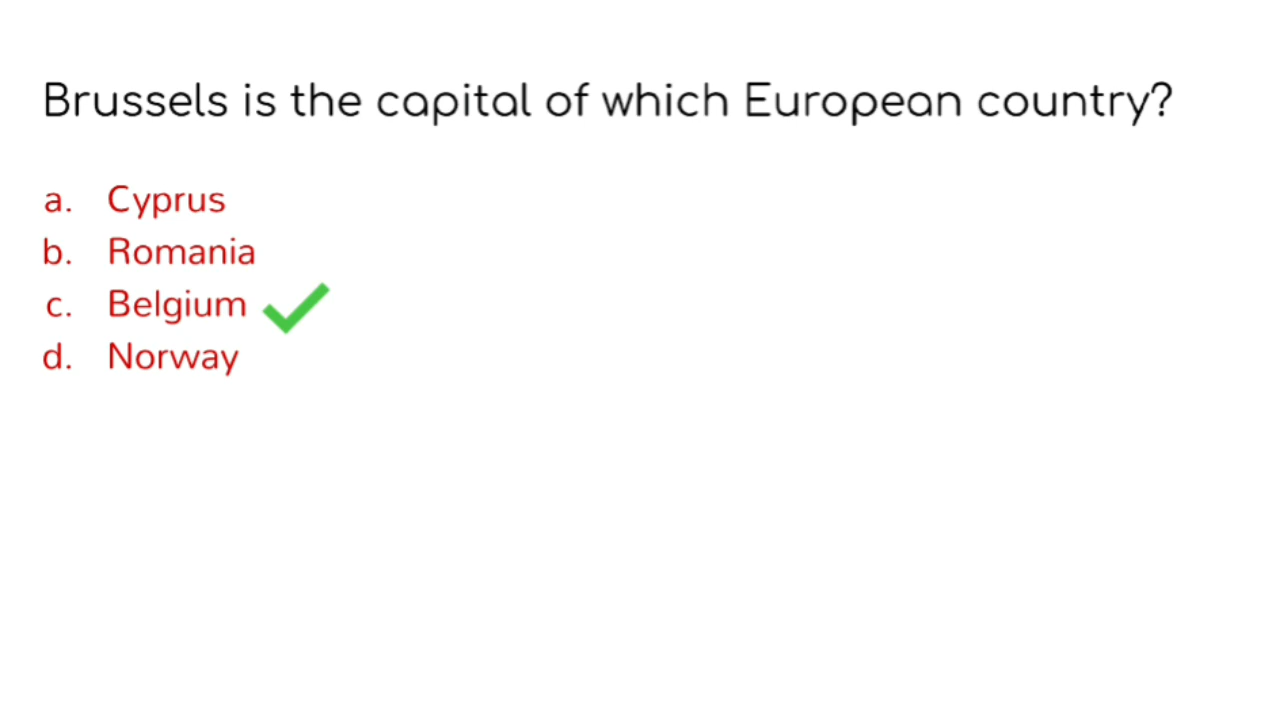 Brussels is the capital of which European country?
a. Cyprus
b. Romania
c. Belgium
d. Norway